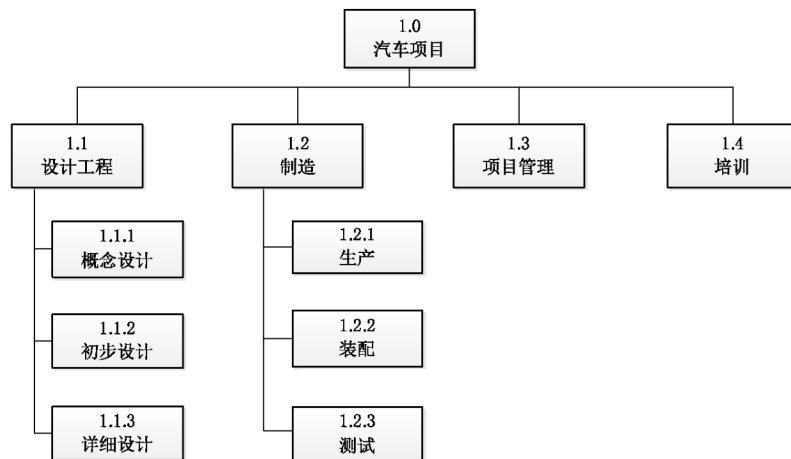 1.0
汽车项目
1.1
设计工程
1.2
制造
1.3
项目管理
1.4
培训
1.1.1
概念设计
1.2.1
生产
1.1.2
初步设计
1.2.2
装配
1.1.3
详细设计
1.2.3
测试